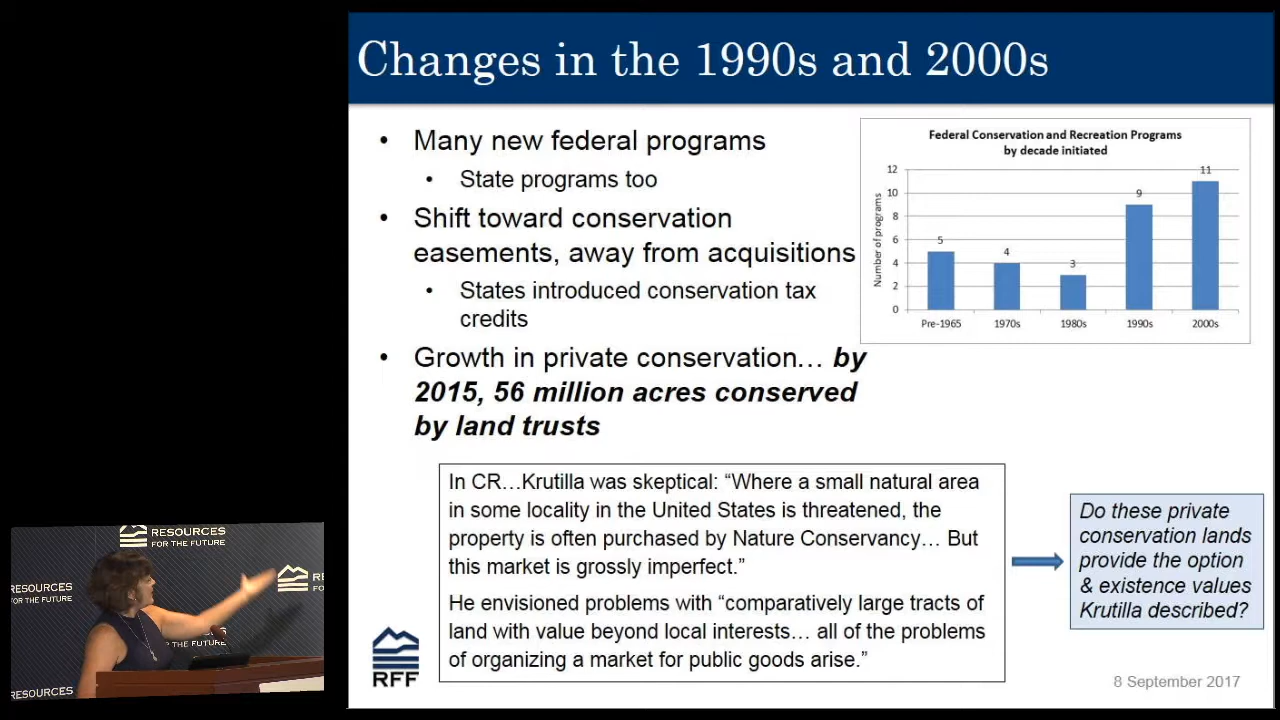 Changes in the 1990s and 2000s
• Many new federal programs
• State programs too
• Shift toward conservation
easements, away from acquisitions
• States introduced conservation tax
credits
• Growth in private conservation… by
2015, 56 million acres conserved
by land trusts
Federal Conservation and Recreation Programs
by decade initiated
Number of programs
12
10
8
6
4
2
0
5
4
3
9
11
Pre-1965 1970s 1980s 1990s 2000s
In CR…Krutilla was skeptical: “Where a small natural area
in some locality in the United States is threatened, the
property is often purchased by Nature Conservancy… But
this market is grossly imperfect.”
He envisioned problems with “comparatively large tracts of
land with value beyond local interests… all of the problems
of organizing a market for public goods arise.”
Do these private
conservation lands
provide the option
& existence values
Krutilla described?
RFF
8 September 2017
RESOURCES
FOR THE FUTURE
RESOURCES
FOR THE FUTURE
RE
FO
THE FUTURE
RESOURCES